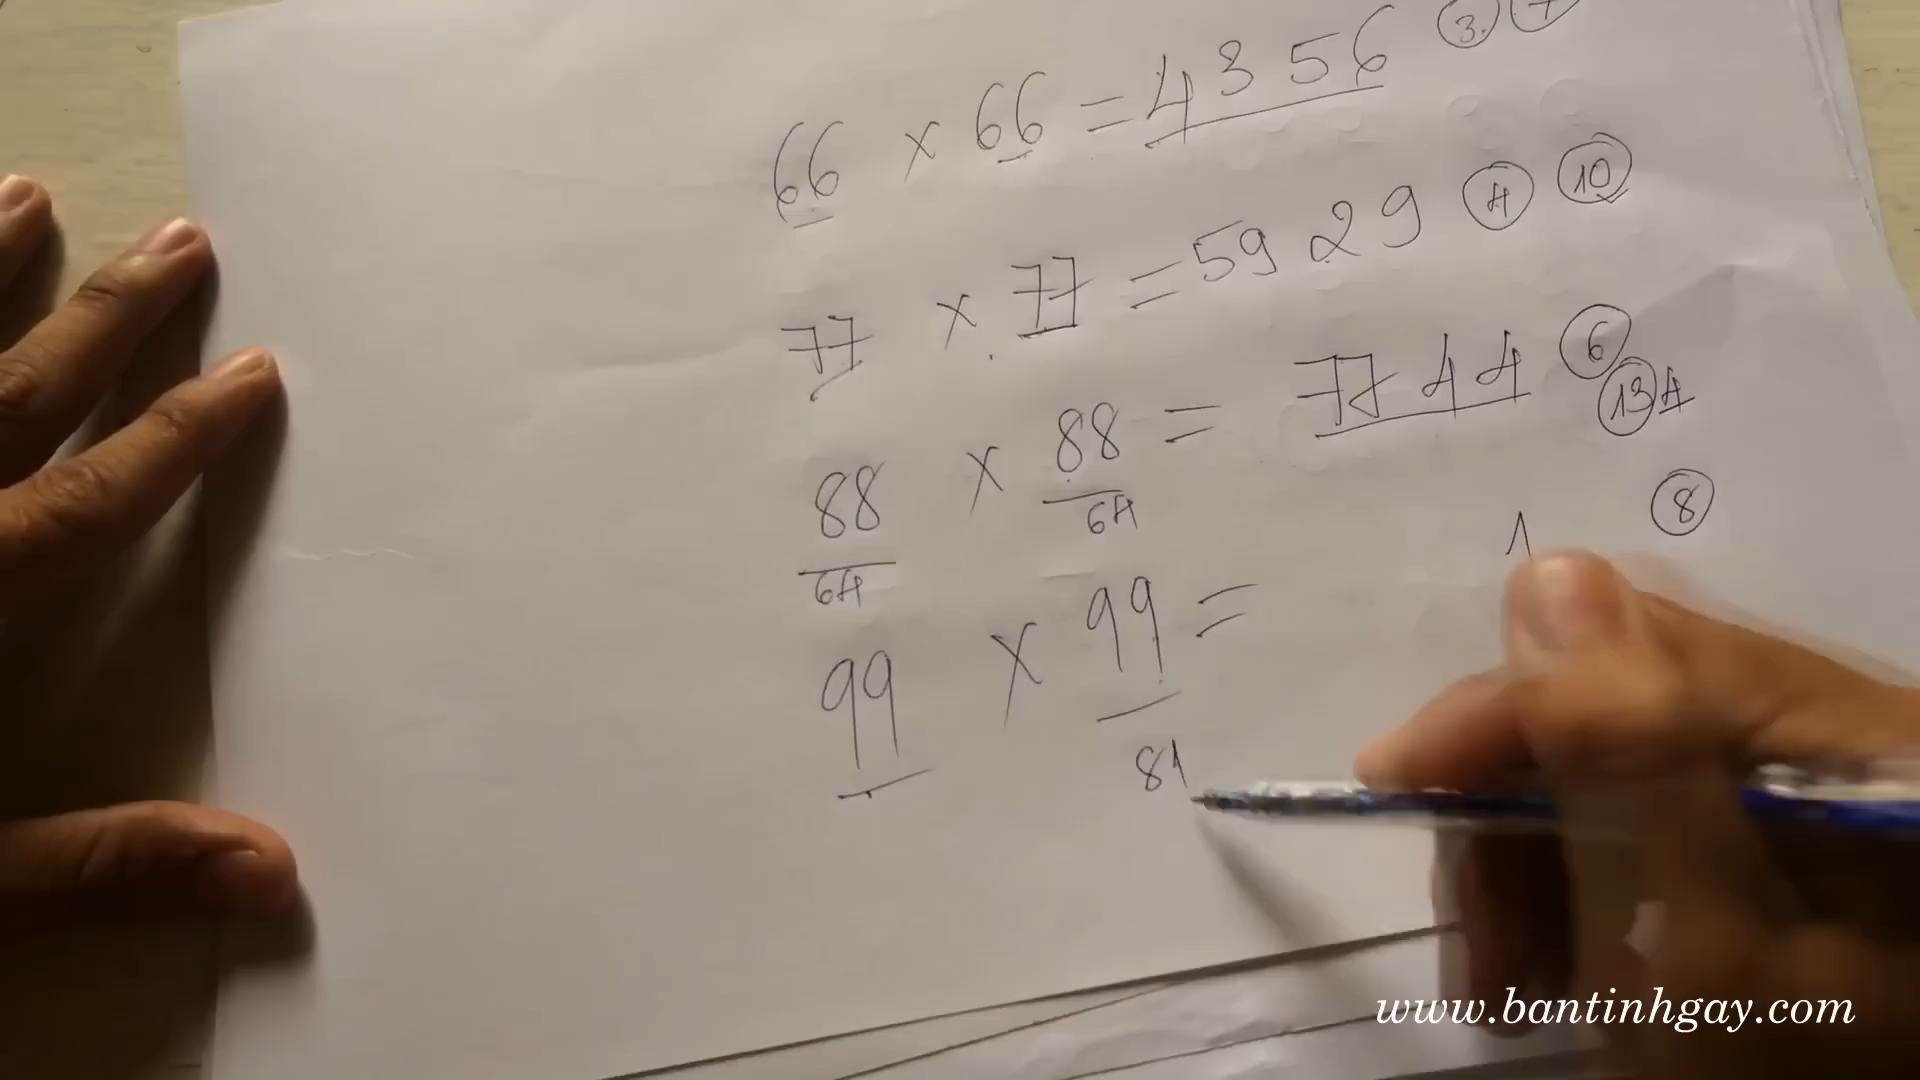 66 × 66 = 4356 3
77 × 77 = 5929 4 10
88 × 88 = 7744 6
13 4
64 64
8
99 × 99 = 1
81
www.bantinhgay.com